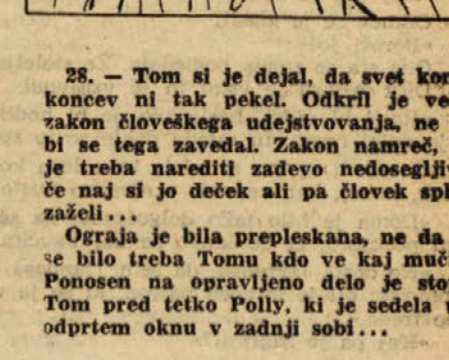 28. — Tom si je dejal, da svet kon
koncev ni tak pekel. Odkril je ve
zakon človeškega udejstvovanja, ne
bi se tega zavedal. Zakon namreč,
je treba narediti zadevo nedosegljiv
če naj si jo deček ali pa človek spl
zaželi...
Ograja je bila prepleskana, ne da
se bilo treba Tomu kdo ve kaj muč
Ponosen na opravljeno delo je sto
Tom pred tetko Polly, ki je sedela
odprtem oknu v zadnji sobi...